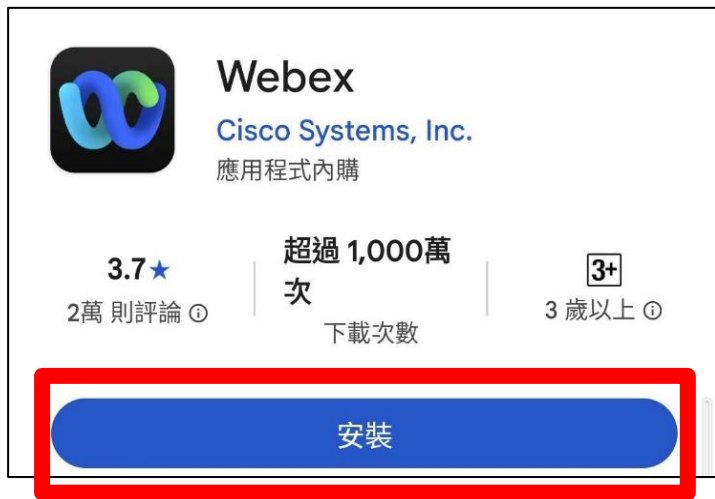 Webex
Cisco Systems, Inc.
應用程式內購
3.7★
2萬 則評論 ⓘ
超過 1,000萬
次
下載次數
3+
3 歲以上 ⓘ
安裝